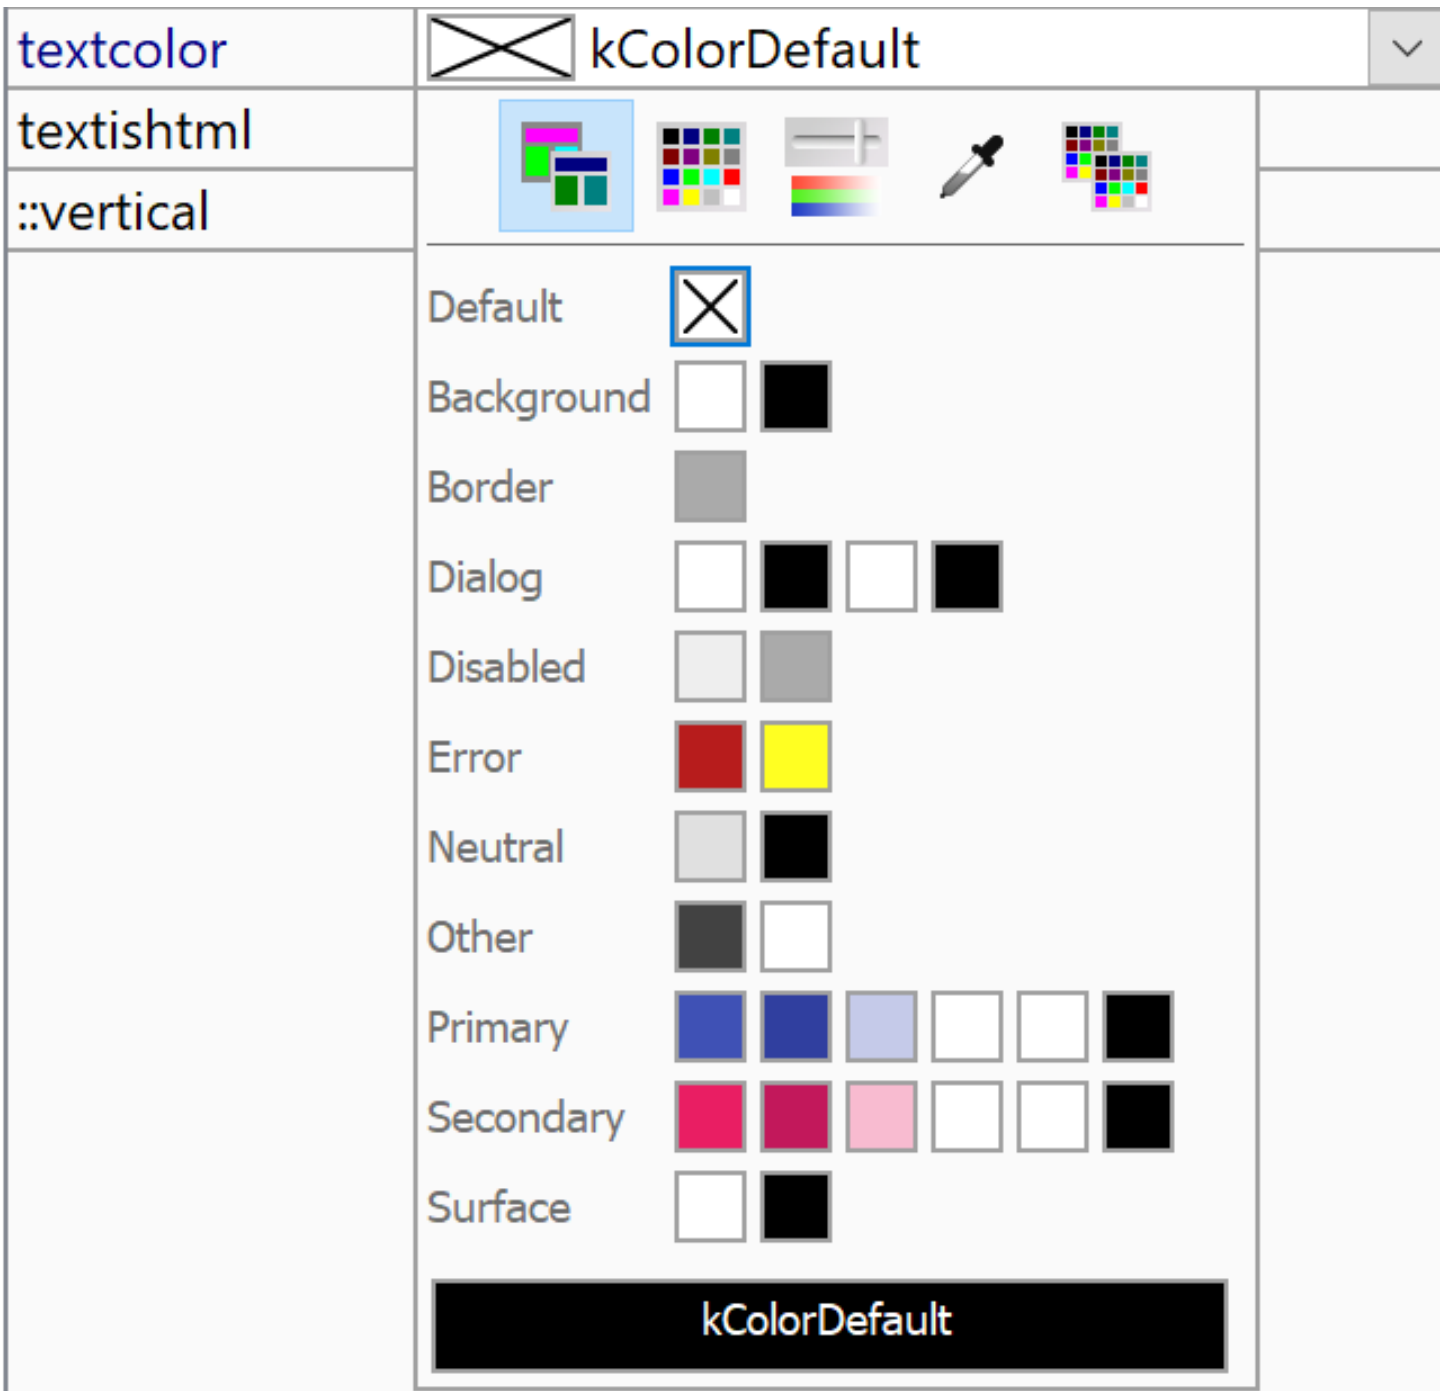 textcolor
kColorDefault
textishtml
::vertical
Default
Background
Border
Dialog
Disabled
Error
Neutral
Other
Primary
Secondary
Surface
kColorDefault